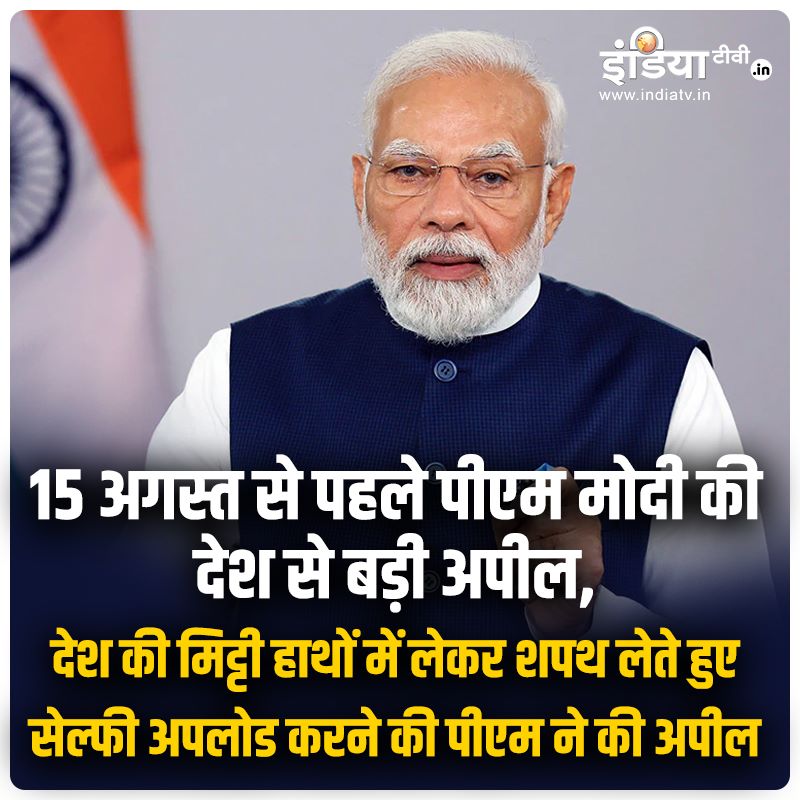 इंडिया टीवी
.in
www.indiatv.in
15 अगस्त से पहले पीएम मोदी की
देश से बड़ी अपील,
देश की मिट्टी हाथों में लेकर शपथ लेते हुए
सेल्फी अपलोड करने की पीएम ने की अपील